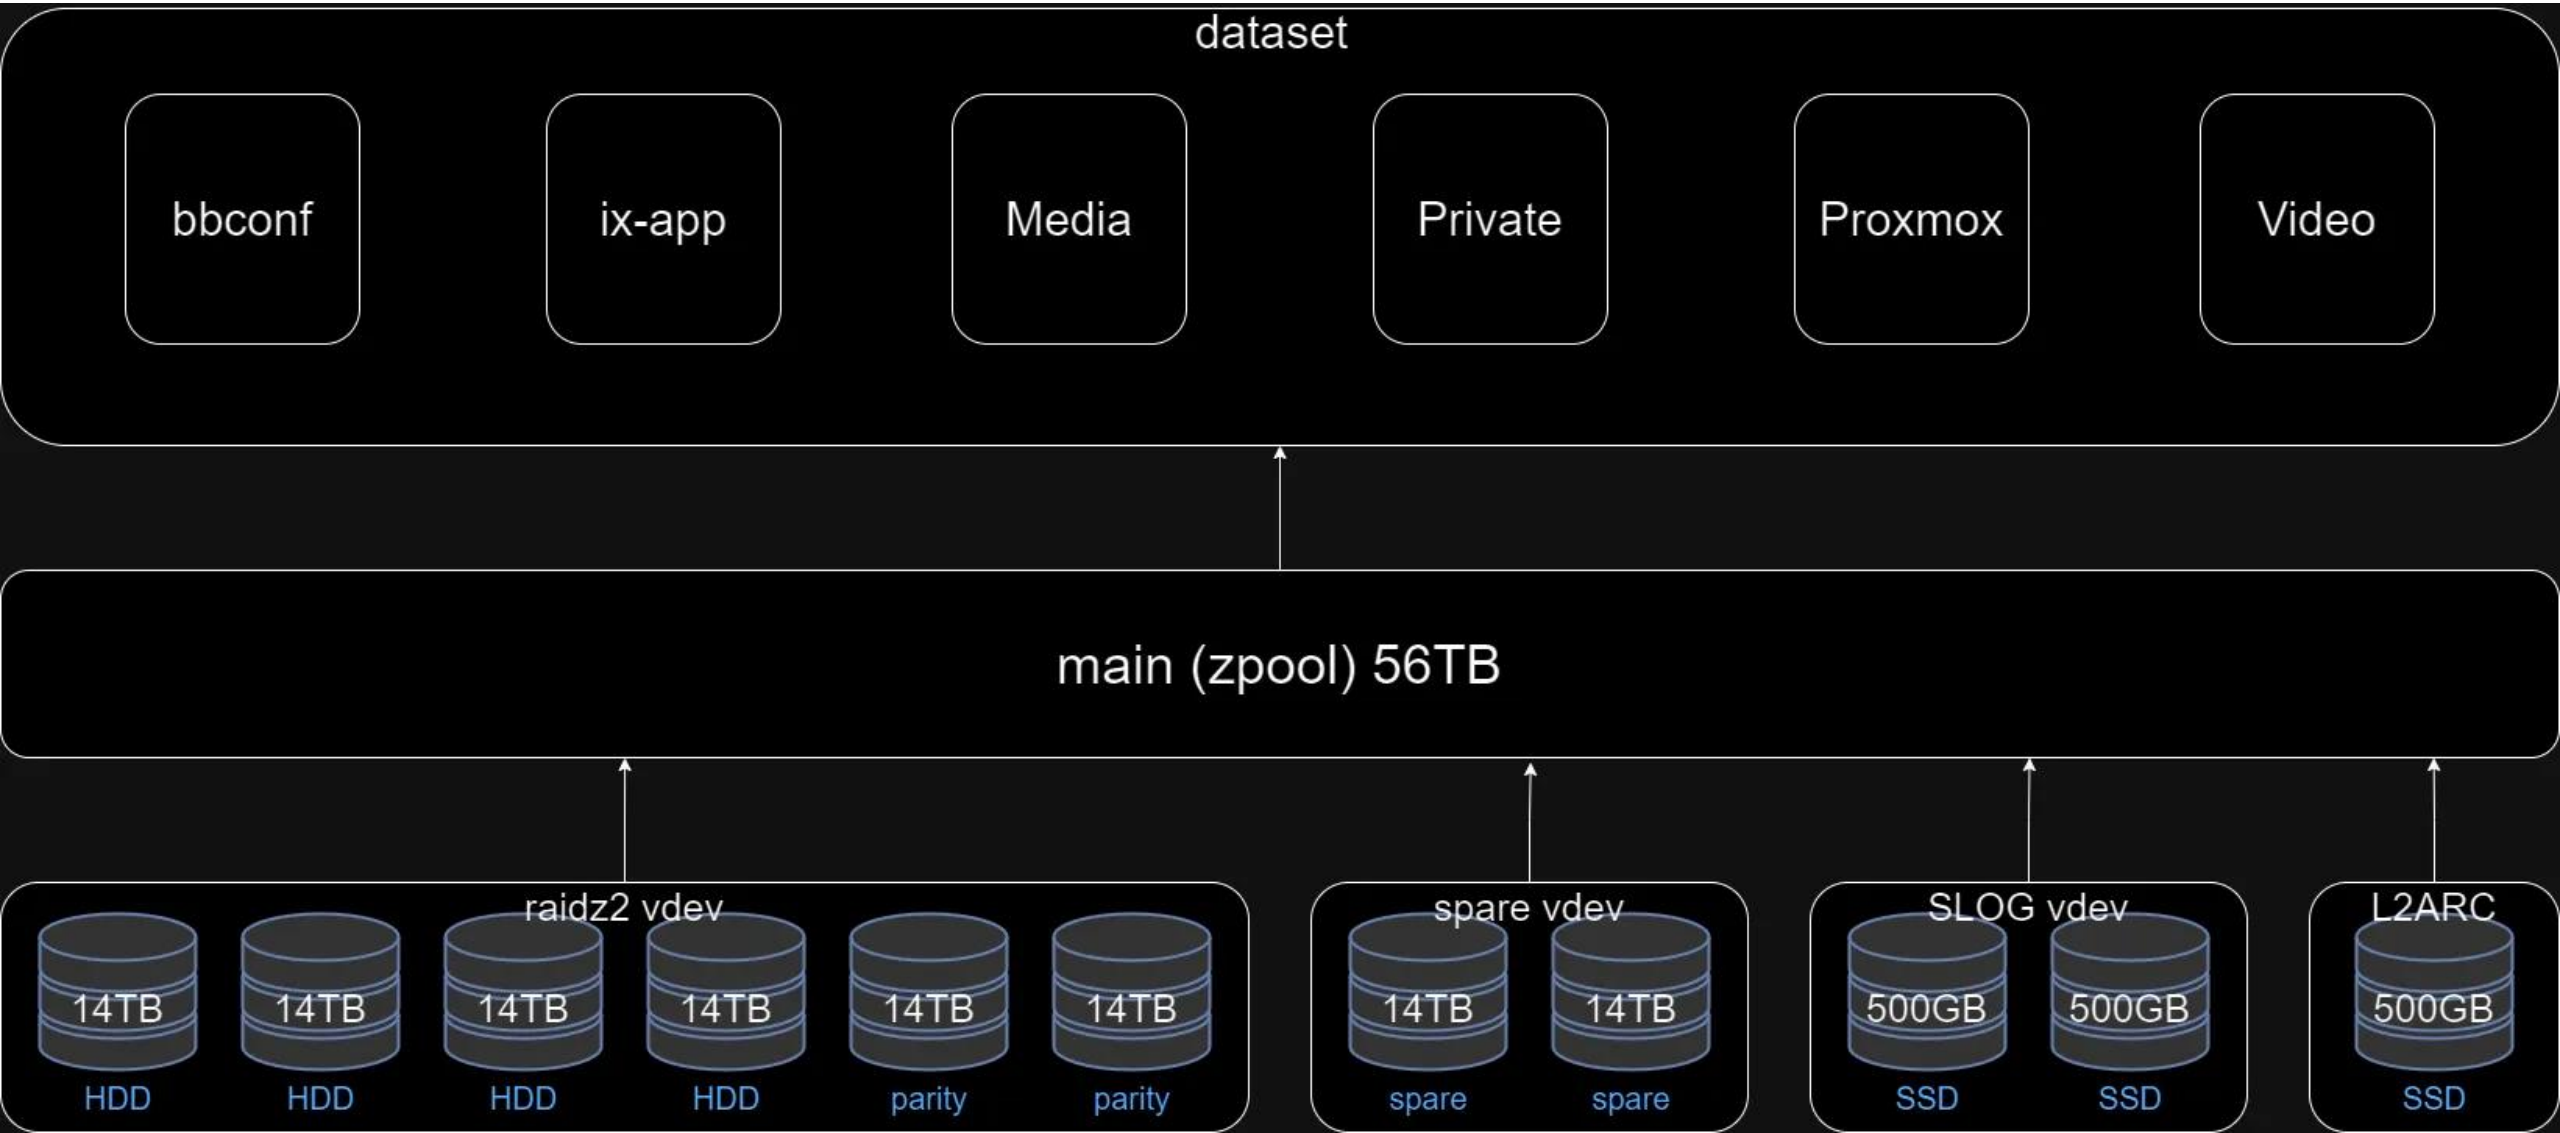 dataset
bbconf
ix-app
Media
Private
Proxmox
Video
main (zpool) 56TB
raidz2 vdev
14TB
14TB
14TB
14TB
14TB
14TB
HDD
HDD
HDD
HDD
parity
parity
spare vdev
14TB
14TB
spare
spare
SLOG vdev
500GB
500GB
SSD
SSD
L2ARC
500GB
SSD